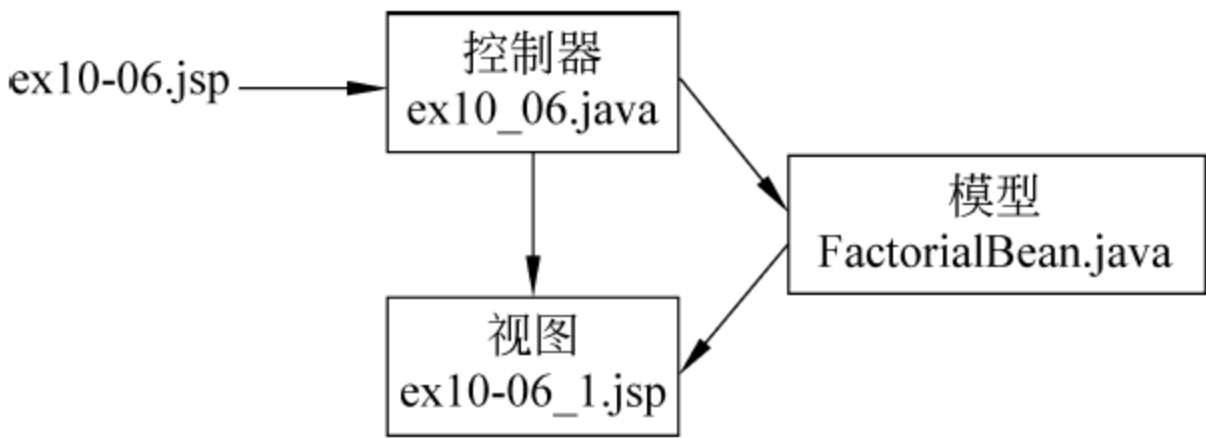 ex10-06.jsp
控制器
ex10_06.java
模型
FactorialBean.java
视图
ex10-06_1.jsp